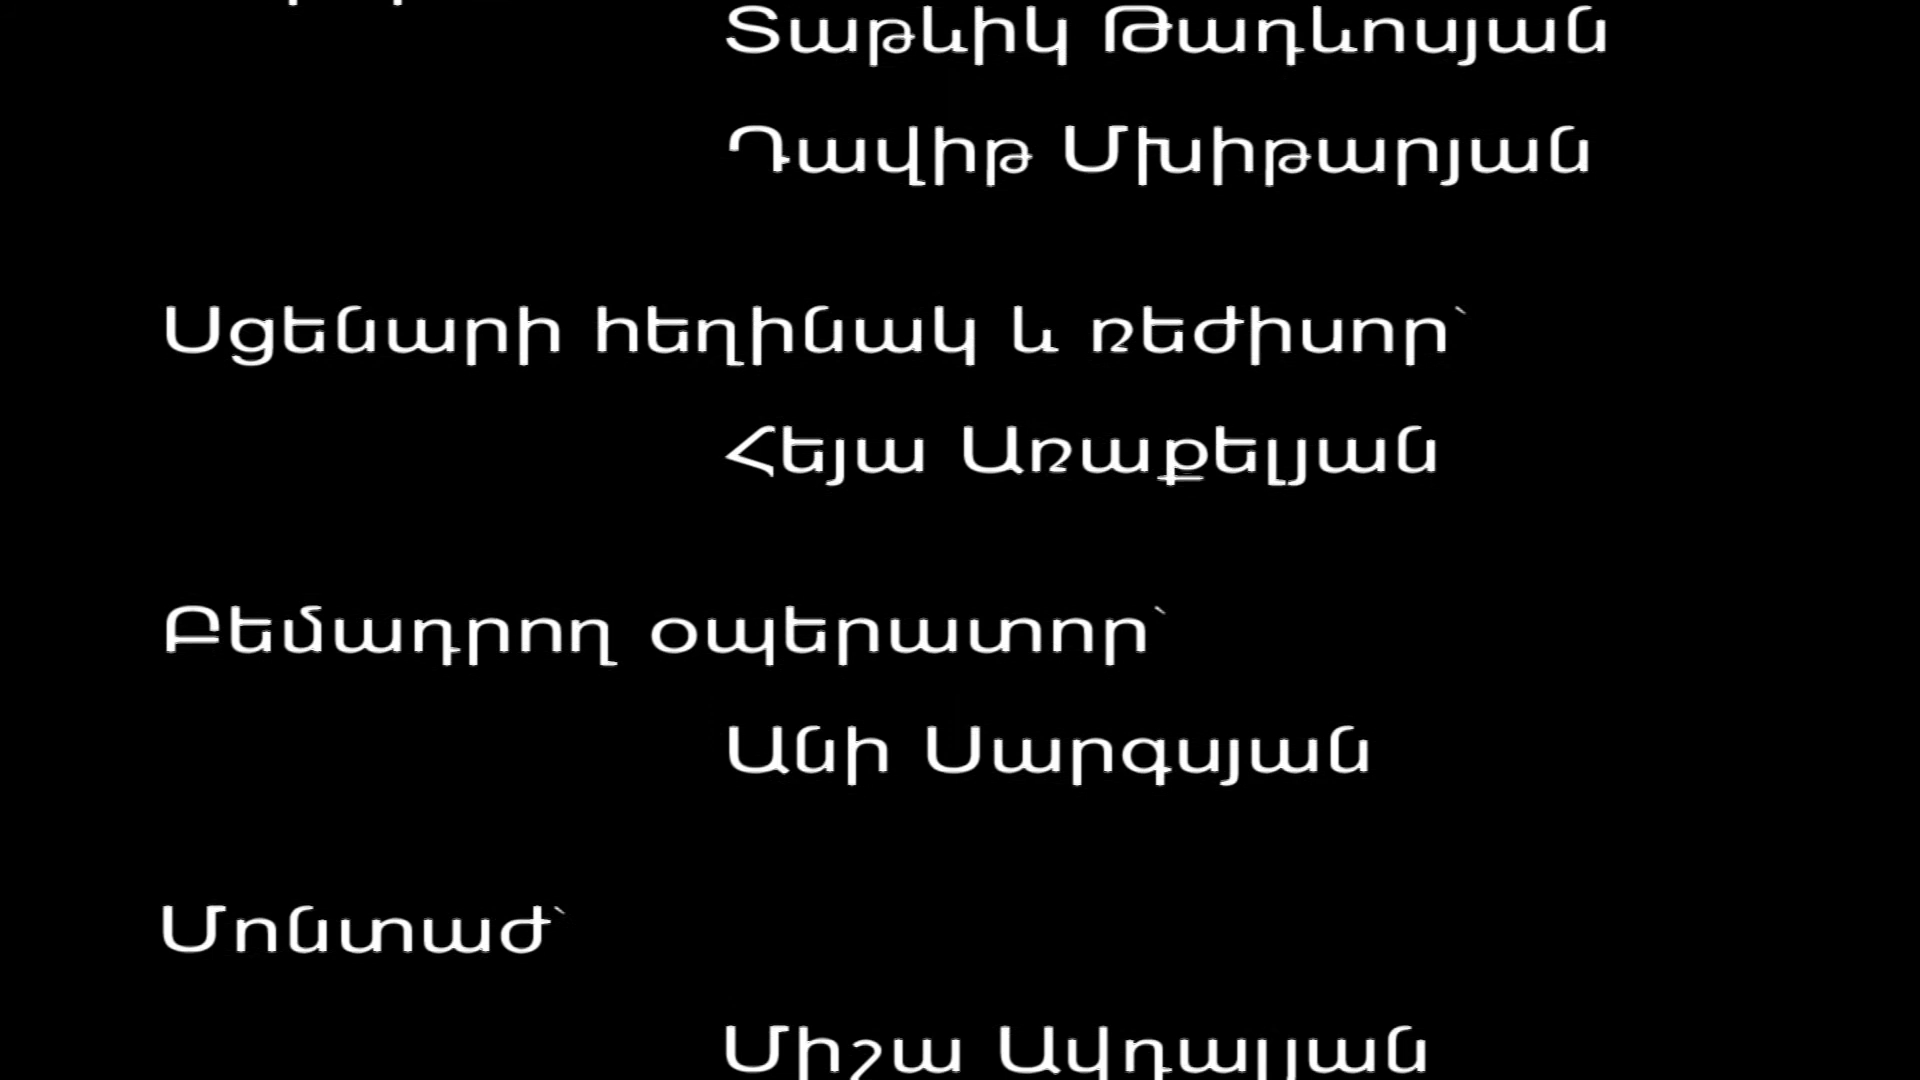 Տաթևիկ Թադևոսյան
Դավիթ Մխիթարյան
Սցենարի հեղինակ և ռեժիսոր՝
Հեյա Առաքելյան
Բեմադրող օպերատոր՝
Անի Սարգսյան
Մոնտաժ՝
Միշա Ավդալյան